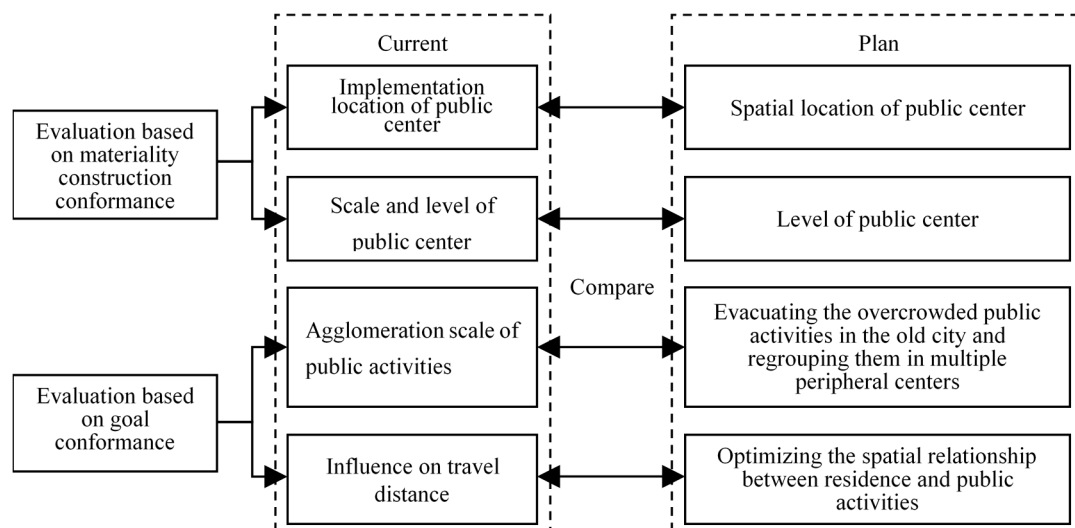 Current
Plan
Evaluation based
on materiality
construction
conformance
Implementation
location of public
center
Spatial location of public center
Scale and level of
public center
Level of public center
Compare
Evaluation based
on goal
conformance
Agglomeration scale of
public activities
Evacuating the overcrowded public
activities in the old city and
regrouping them in multiple
peripheral centers
Influence on travel
distance
Optimizing the spatial relationship
between residence and public
activities